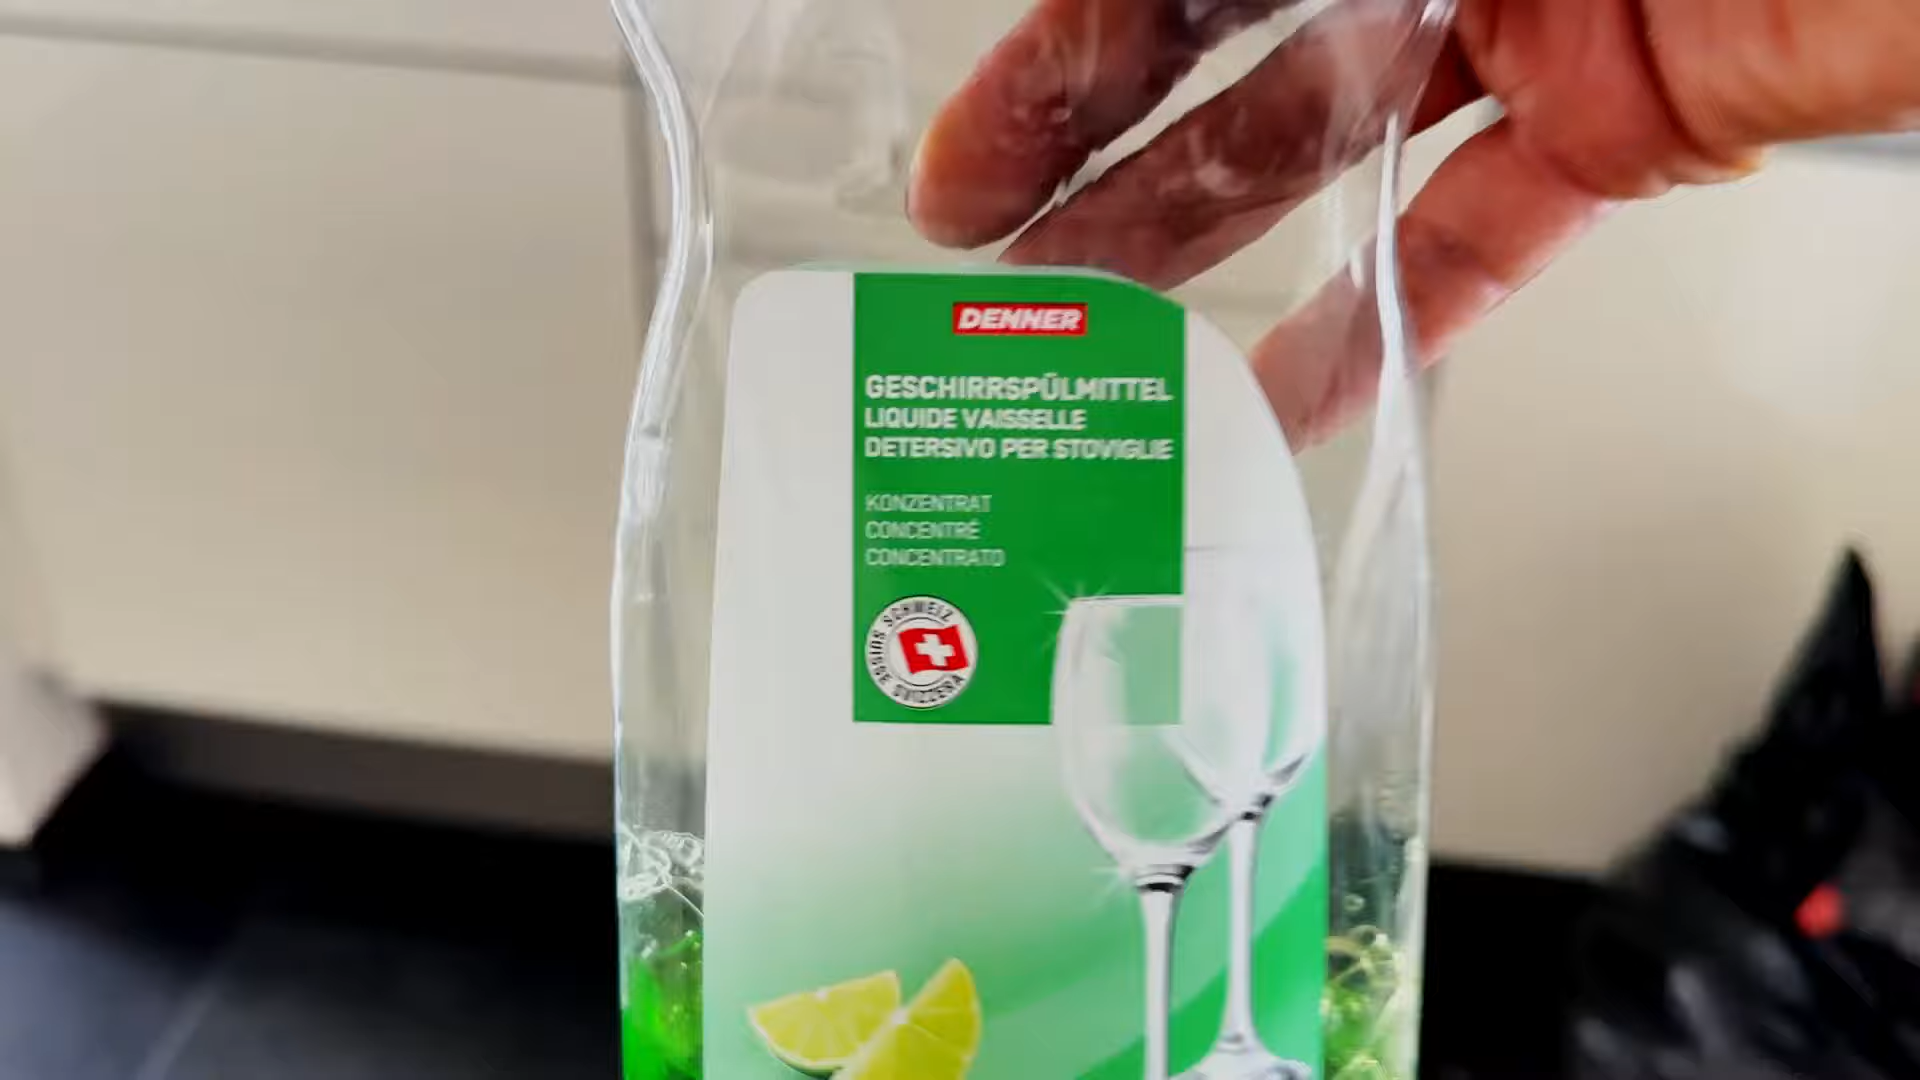 DENNER
GESCHIRRSPÜLMITTEL
LIQUIDE VAISSELLE
DETERSIVO PER STOVIGLIE
KONZENTRAT
CONCENTRÉ
CONCENTRATO
SCHWEIZ
SUISSE
SVIZZERA